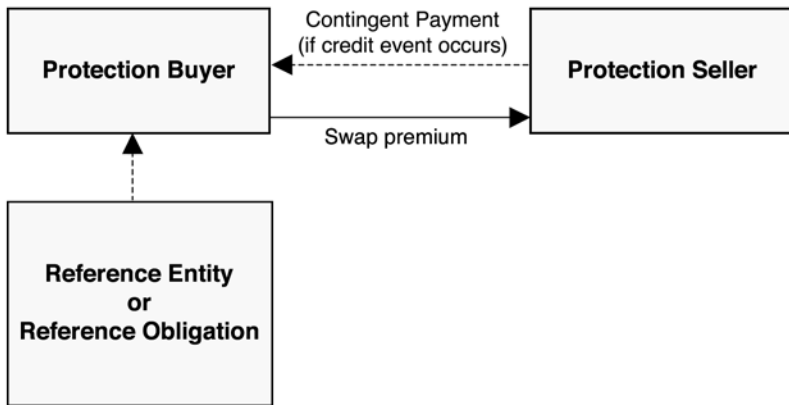 Contingent Payment
(if credit event occurs)
Protection Buyer
Protection Seller
Swap premium
Reference Entity
or
Reference Obligation